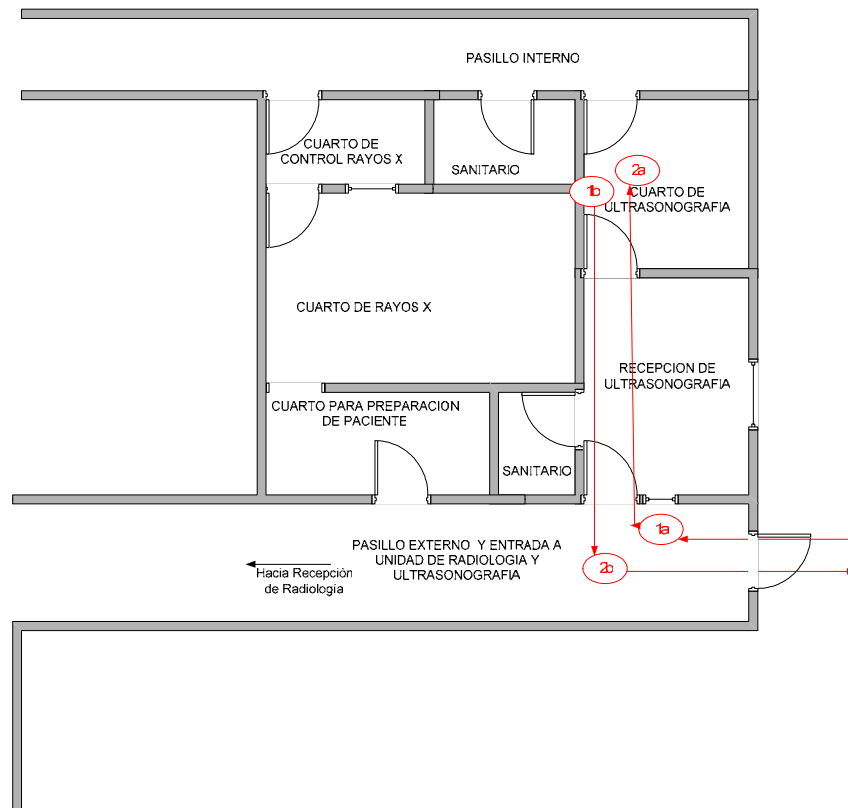 PASILLO INTERNO
CUARTO DE
CONTROL RAYOS X
SANITARIO
2a
1b
CUARTO DE
ULTRASONOGRAFIA
CUARTO DE RAYOS X
RECEPCION DE
ULTRASONOGRAFIA
CUARTO PARA PREPARACION
DE PACIENTE
SANITARIO
1a
PASILLO EXTERNO Y ENTRADA A
UNIDAD DE RADIOLOGIA Y
ULTRASONOGRAFIA
2b
Hacia Recepción
de Radiología